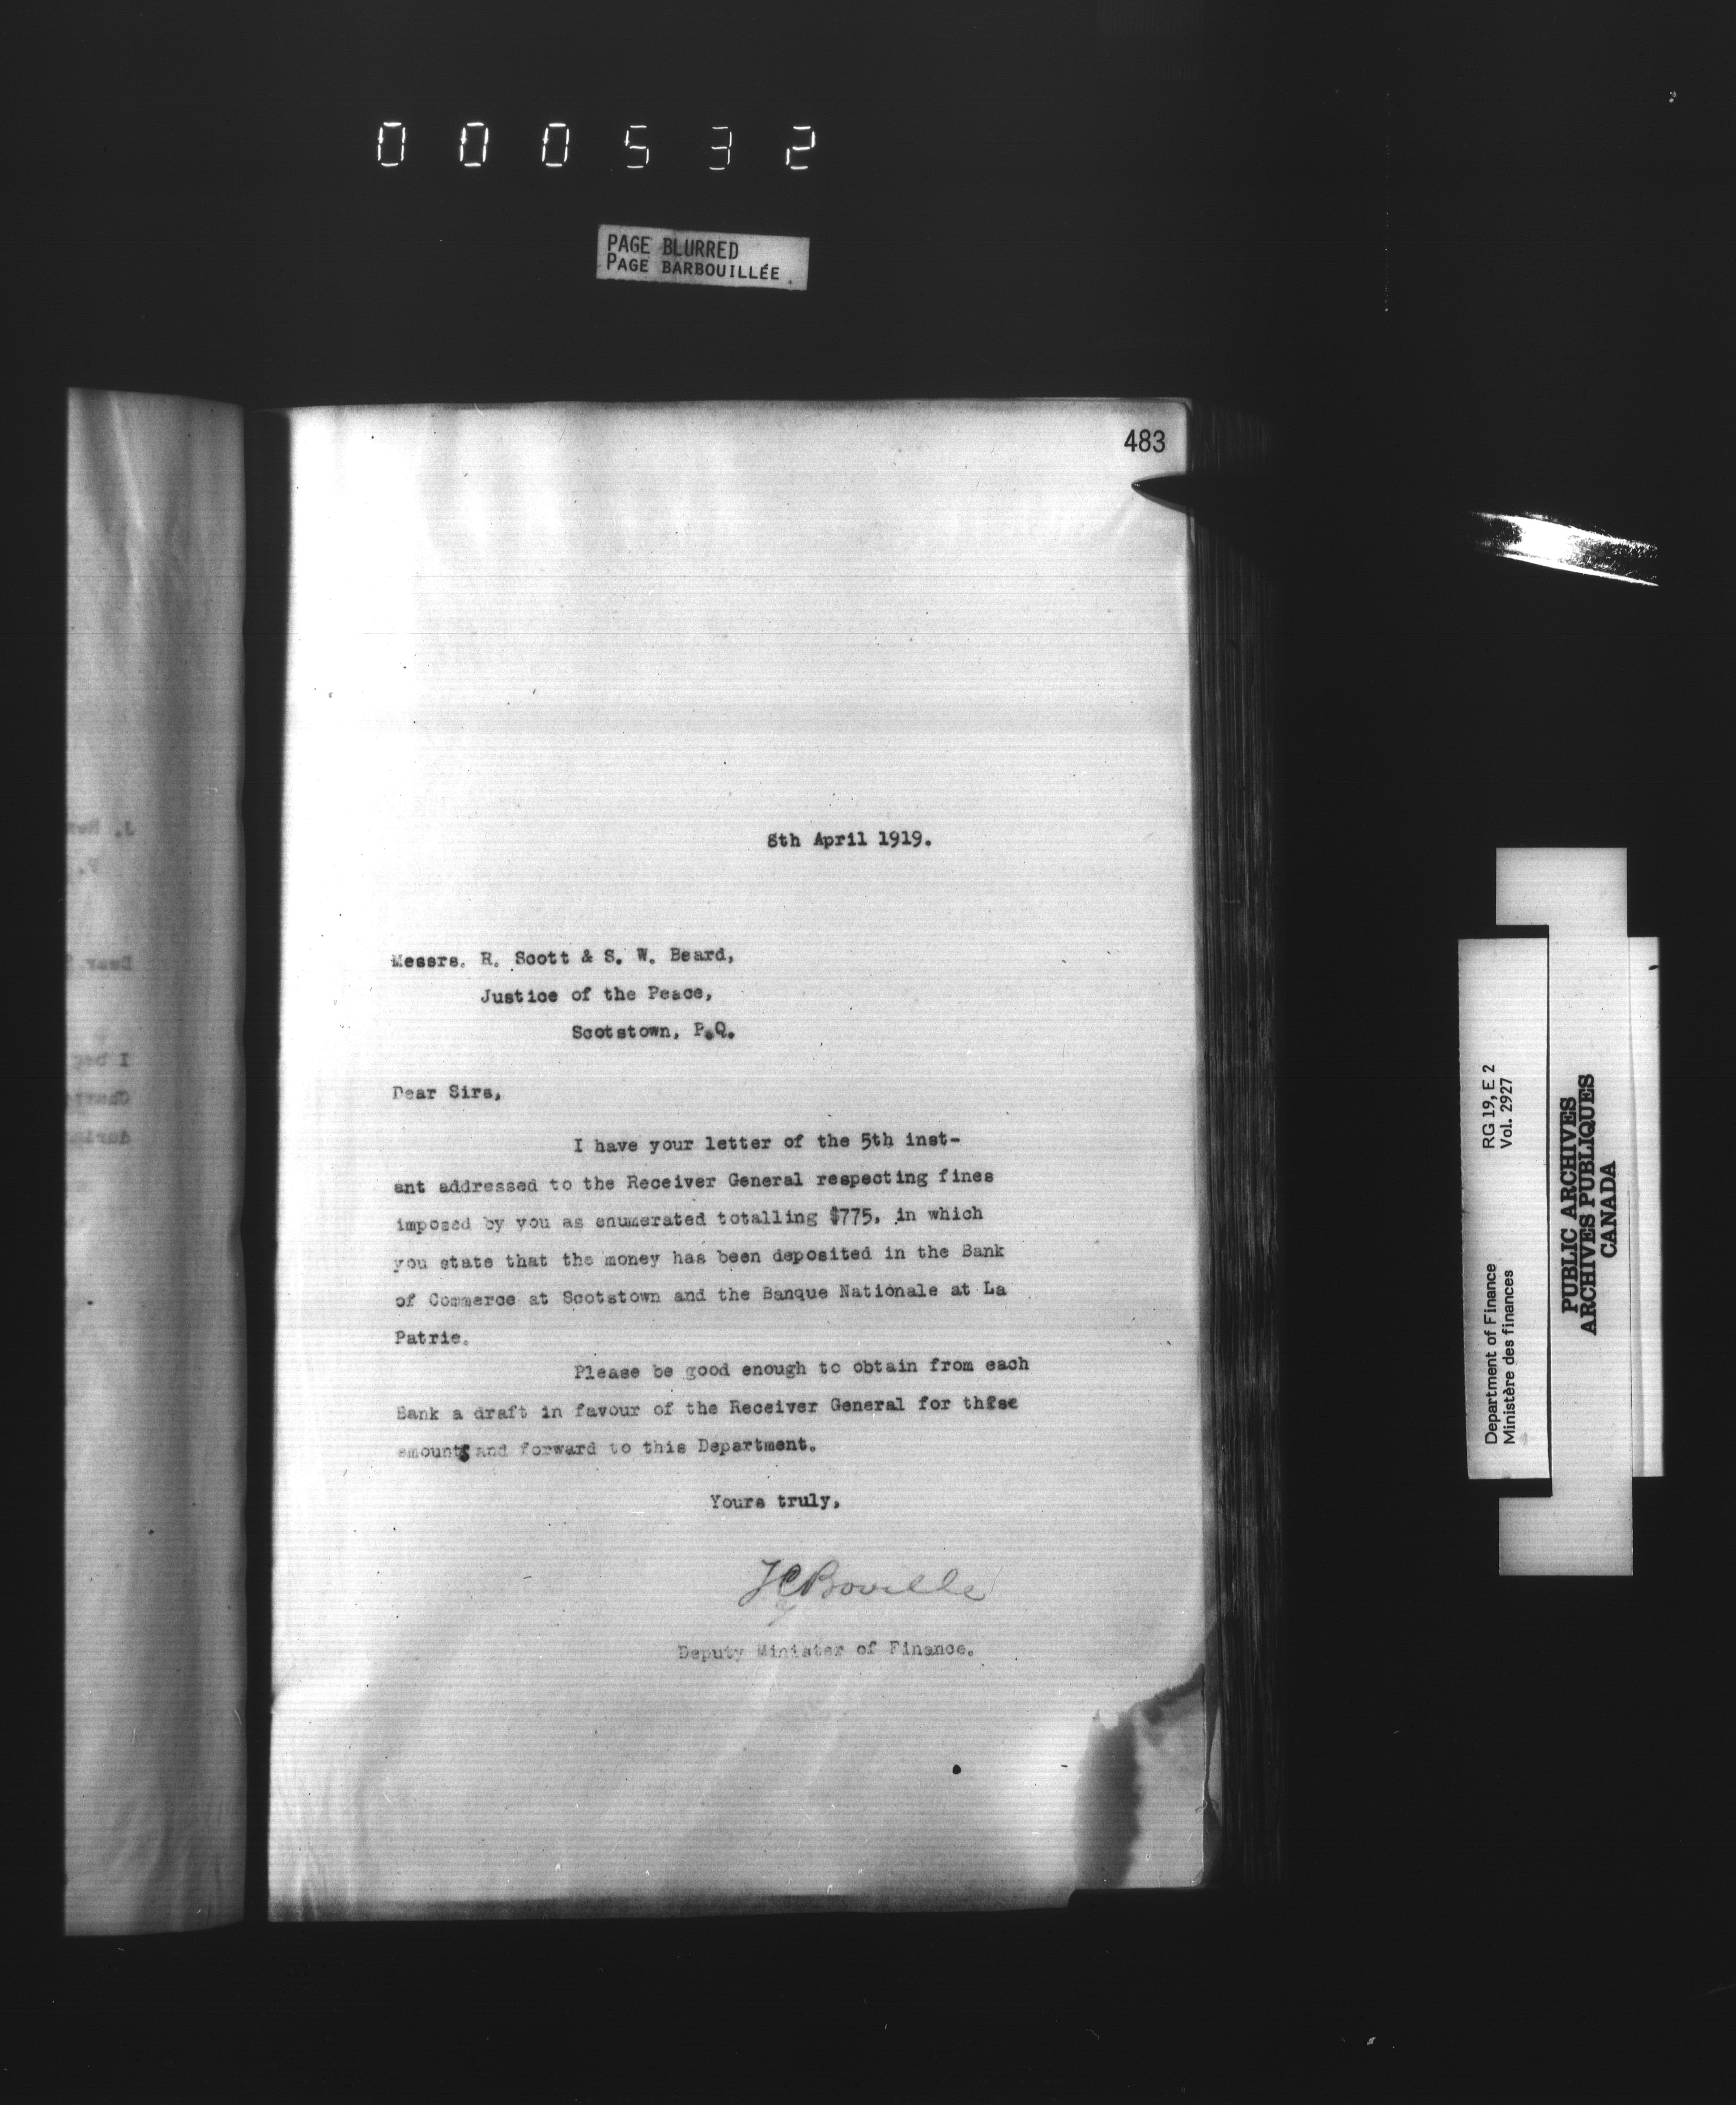 000532
PAGE BLURRED
PAGE BARBOUILLÉE
483
8th April 1919.
Messrs. R. Scott & S. W. Beard,
Justice of the Peace,
Scotstown, P.Q.
Dear Sirs,
I have your letter of the 5th inst-
ant addressed to the Receiver General respecting fines
imposed by you as enumerated totalling $775, in which
you state that the money has been deposited in the Bank
of Commerce at Scotstown and the Banque Nationale at La
Patrie.
Please be good enough to obtain from each
Bank a draft in favour of the Receiver General for these
amounts and forward to this Department.
Yours truly,
TCBoville
Deputy Minister of Finance.
J.
P.
Dear
I beg
during
Department of Finance RG 19, E 2
Ministère des finances Vol. 2927
PUBLIC ARCHIVES
ARCHIVES PUBLIQUES
CANADA